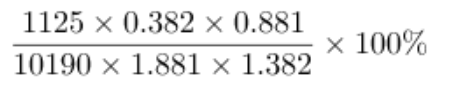 1125 × 0.382 × 0.881
10190 × 1.881 × 1.382
× 100%